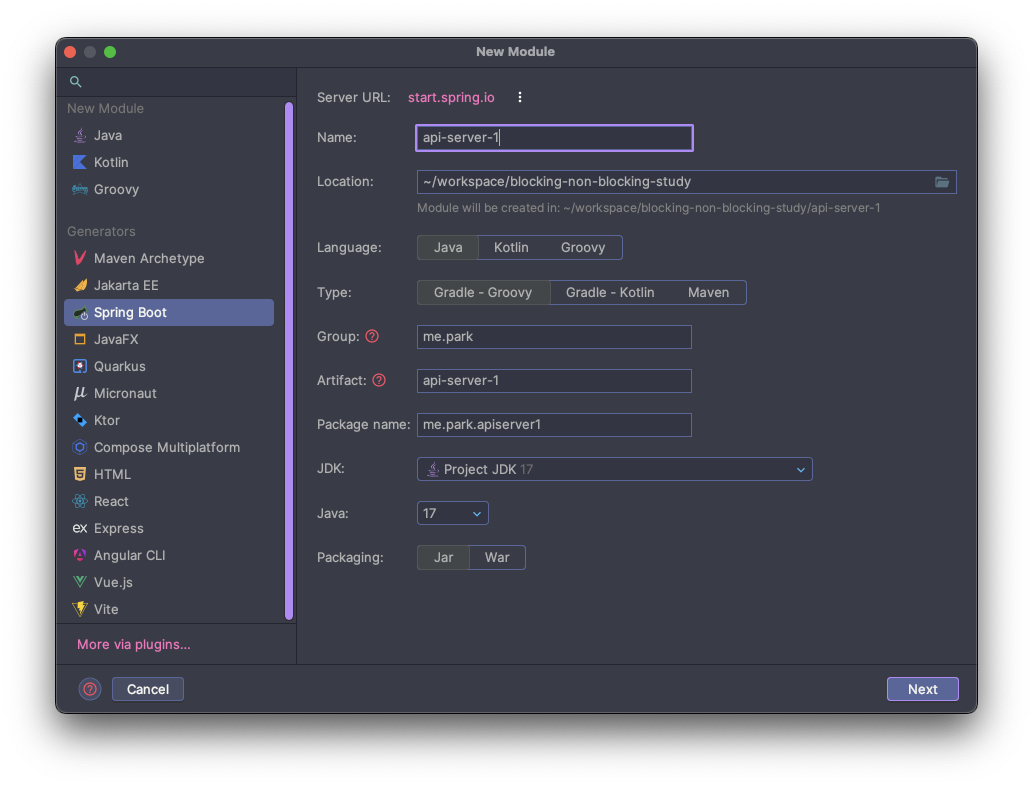 New Module
New Module
Java
Kotlin
Groovy
Generators
Maven Archetype
Jakarta EE
Spring Boot
JavaFX
Quarkus
Micronaut
Ktor
Compose Multiplatform
HTML
React
Express
Angular CLI
Vue.js
Vite
More via plugins...
Server URL: start.spring.io
Name: api-server-1
Location: ~/workspace/blocking-non-blocking-study
Module will be created in: ~/workspace/blocking-non-blocking-study/api-server-1
Language: Java Kotlin Groovy
Type: Gradle - Groovy Gradle - Kotlin Maven
Group: ? me.park
Artifact: ? api-server-1
Package name: me.park.apiserver1
JDK: Project JDK 17
Java: 17
Packaging: Jar War
? Cancel Next